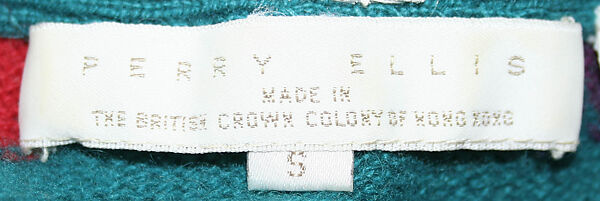 PERRY ELLIS
MADE IN
THE BRITISH CROWN COLONY OF HONG KONG
S